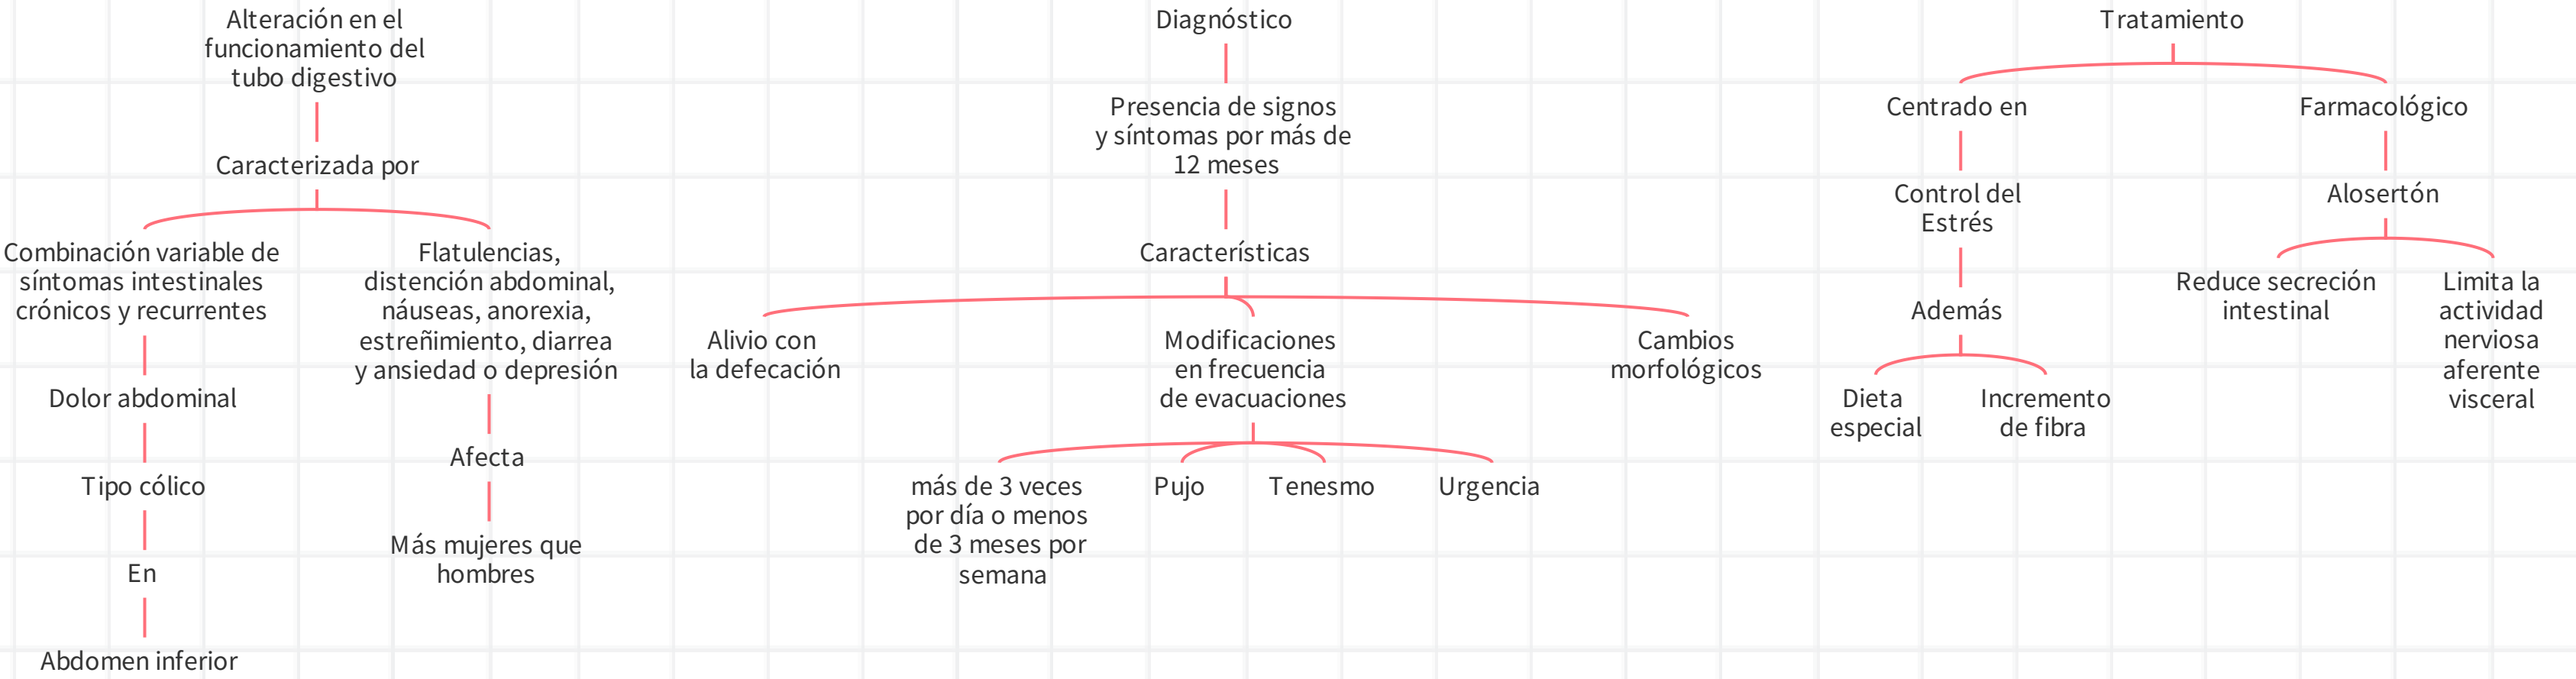 Alteración en el
funcionamiento del
tubo digestivo
Caracterizada por
Combinación variable de
síntomas intestinales
crónicos y recurrentes
Dolor abdominal
Tipo cólico
En
Abdomen inferior
Flatulencias,
distención abdominal,
náuseas, anorexia,
estreñimiento, diarrea
y ansiedad o depresión
Afecta
Más mujeres que
hombres
Diagnóstico
Presencia de signos
y síntomas por más de
12 meses
Características
Alivio con
la defecación
Modificaciones
en frecuencia
de evacuaciones
más de 3 veces
por día o menos
de 3 meses por
semana
Pujo
Tenesmo
Urgencia
Cambios
morfológicos
Tratamiento
Centrado en
Control del
Estrés
Además
Dieta
especial
Incremento
de fibra
Farmacológico
Alosertón
Reduce secreción
intestinal
Limita la
actividad
nerviosa
aferente
visceral